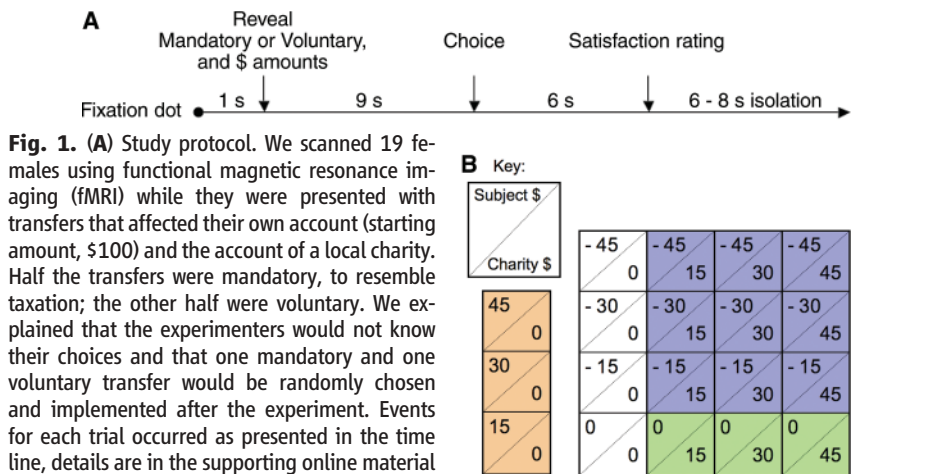 A
Reveal
Mandatory or Voluntary,
and $ amounts
Choice
Satisfaction rating
Fixation dot
1 s
9 s
6 s
6 - 8 s isolation
Fig. 1. (A) Study protocol. We scanned 19 fe-
males using functional magnetic resonance im-
aging (fMRI) while they were presented with
transfers that affected their own account (starting
amount, $100) and the account of a local charity.
Half the transfers were mandatory, to resemble
taxation; the other half were voluntary. We ex-
plained that the experimenters would not know
their choices and that one mandatory and one
voluntary transfer would be randomly chosen
and implemented after the experiment. Events
for each trial occurred as presented in the time
line, details are in the supporting online material
B Key:
Subject $
Charity $
- 45 - 45 - 45 - 45
0 15 30 45
45 - 30 - 30 - 30 - 30
0 0 15 30 45
30 - 15 - 15 - 15 - 15
0 0 15 30 45
15 0 0 0 0
0 0 15 30 45